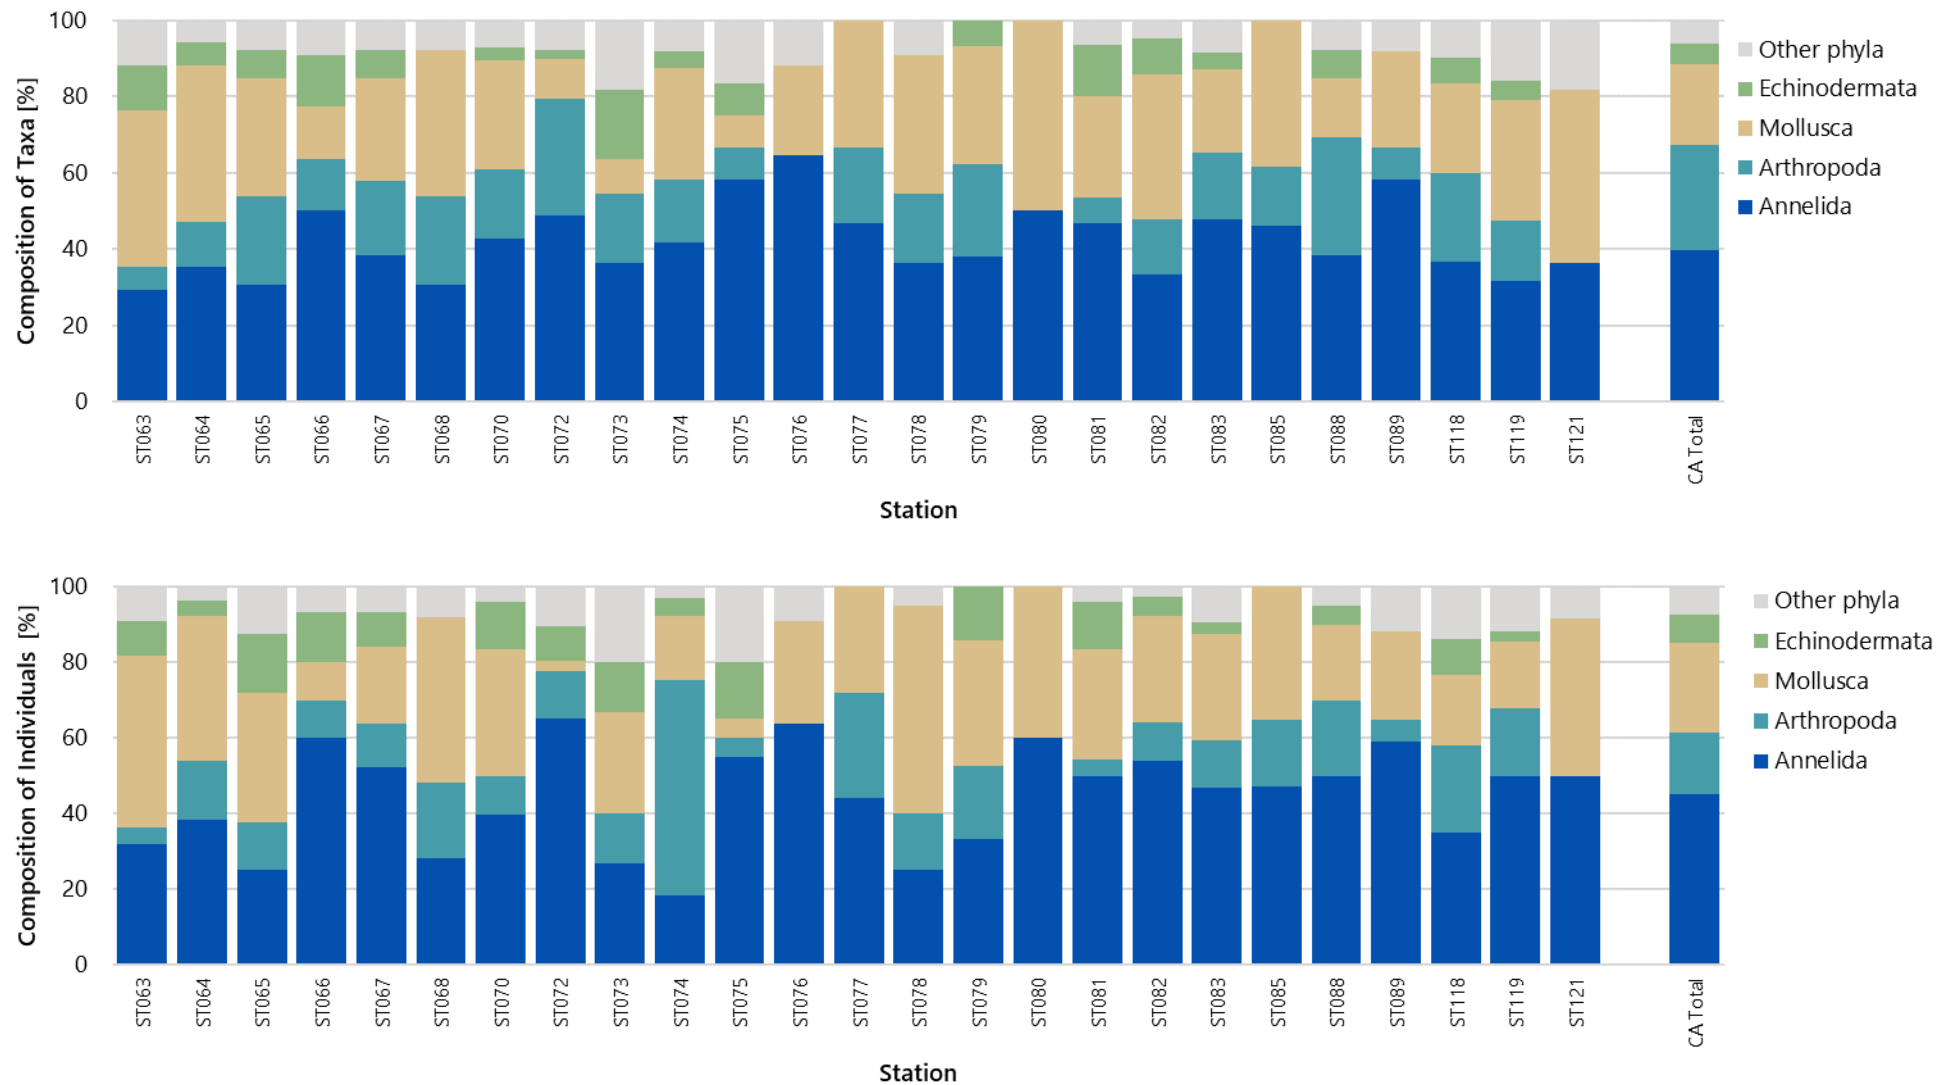 Composition of Taxa [%]
100
80
60
40
20
0
ST063
ST064
ST065
ST066
ST067
ST068
ST070
ST072
ST073
ST074
ST075
ST076
ST077
ST078
ST079
ST080
ST081
ST082
ST083
ST085
ST088
ST089
ST118
ST119
ST121
CA Total
Station
Other phyla
Echinodermata
Mollusca
Arthropoda
Annelida
Composition of Individuals [%]
100
80
60
40
20
0
ST063
ST064
ST065
ST066
ST067
ST068
ST070
ST072
ST073
ST074
ST075
ST076
ST077
ST078
ST079
ST080
ST081
ST082
ST083
ST085
ST088
ST089
ST118
ST119
ST121
CA Total
Station
Other phyla
Echinodermata
Mollusca
Arthropoda
Annelida